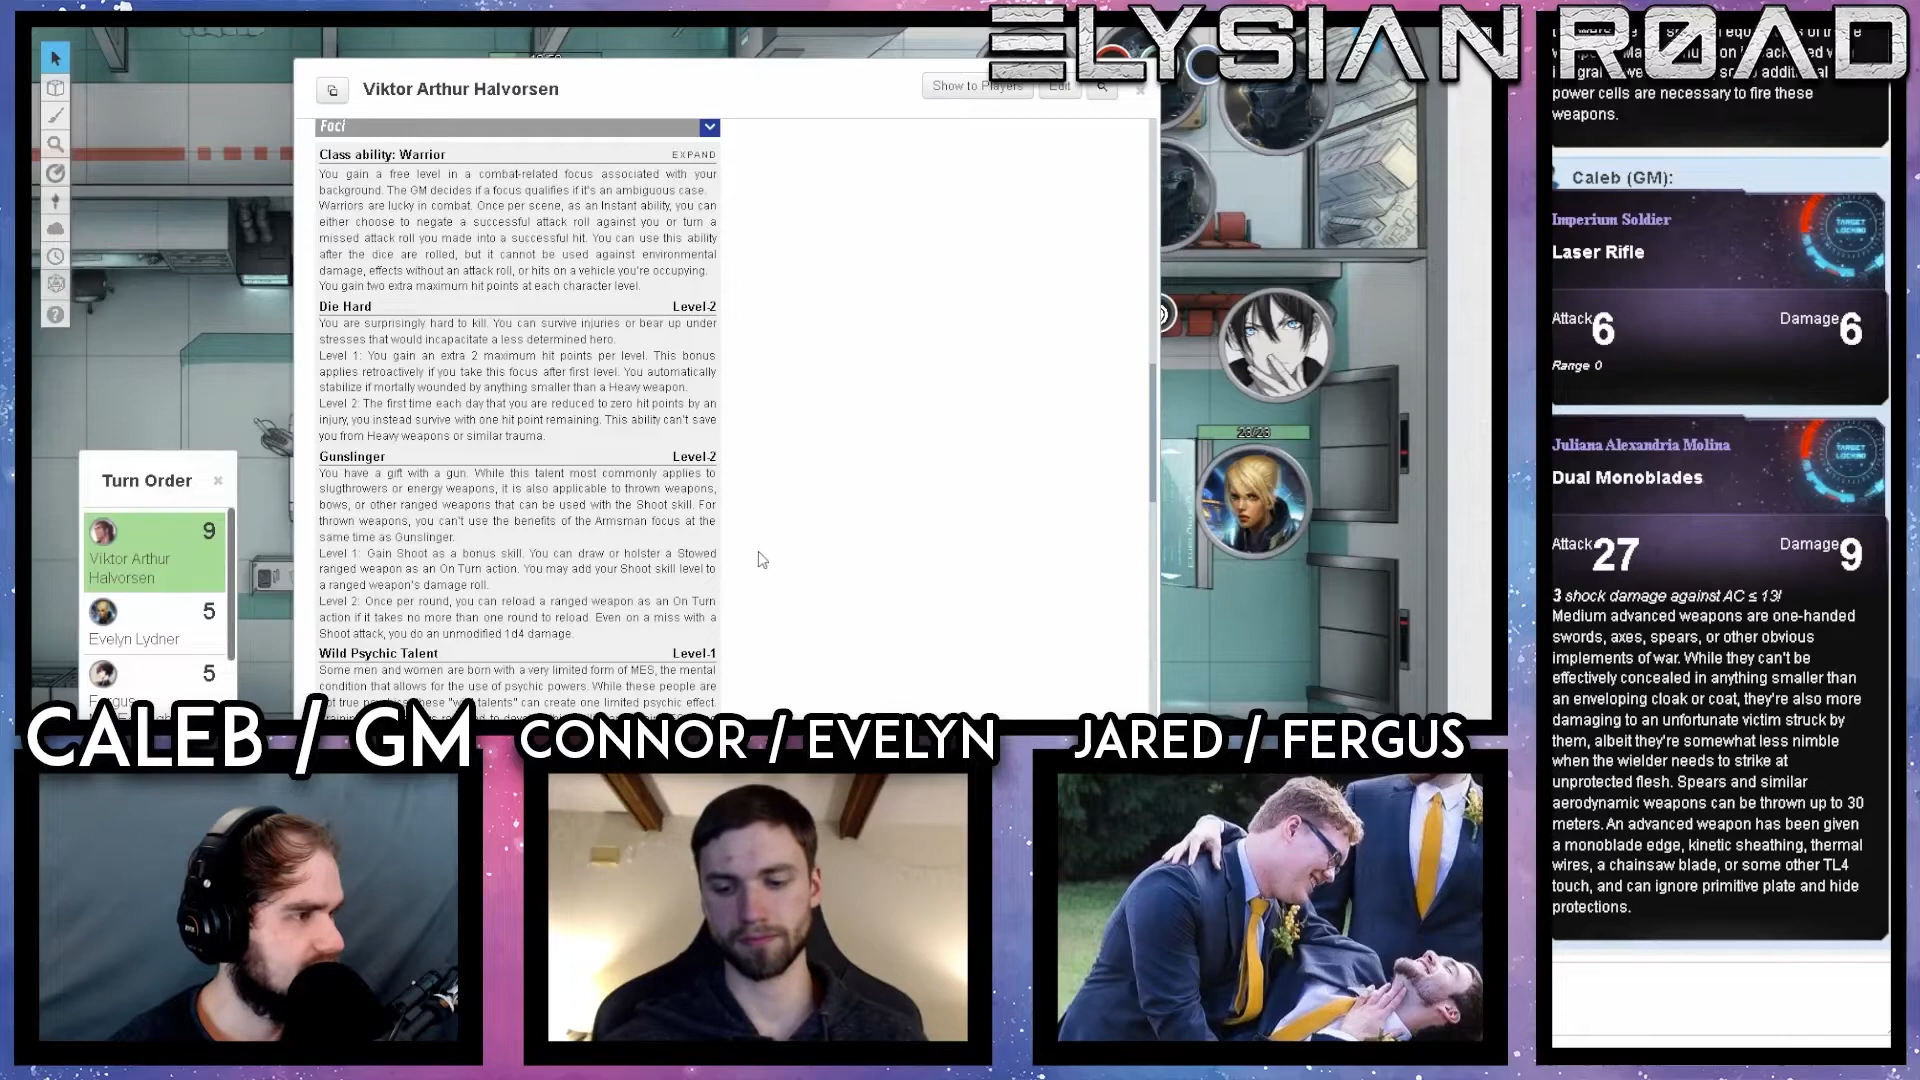 ELYSIAN RØAD
Viktor Arthur Halvorsen
Show to Players
Edit
Foci
Class ability: Warrior
EXPAND
You gain a free level in a combat-related focus associated with your
background. The GM decides if a focus qualifies if it's an ambiguous case.
Warriors are lucky in combat. Once per scene, as an Instant ability, you can
either choose to negate a successful attack roll against you or turn a
missed attack roll you made into a successful hit. You can use this ability
after the dice are rolled, but it cannot be used against environmental
damage, effects without an attack roll, or hits on a vehicle you're occupying.
You gain two extra maximum hit points at each character level.
Die Hard
Level-2
You are surprisingly hard to kill. You can survive injuries or bear up under
stresses that would incapacitate a less determined hero.
Level 1: You gain an extra 2 maximum hit points per level. This bonus
applies retroactively if you take this focus after first level. You automatically
stabilize if mortally wounded by anything smaller than a Heavy weapon.
Level 2: The first time each day that you are reduced to zero hit points by an
injury, you instead survive with one hit point remaining. This ability can't save
you from Heavy weapons or similar trauma.
Gunslinger
Level-2
You have a gift with a gun. While this talent most commonly applies to
slugthrowers or energy weapons, it is also applicable to thrown weapons,
bows, or other ranged weapons that can be used with the Shoot skill. For
thrown weapons, you can't use the benefits of the Armsman focus at the
same time as Gunslinger.
Level 1: Gain Shoot as a bonus skill. You can draw or holster a Stowed
ranged weapon as an On Turn action. You may add your Shoot skill level to
a ranged weapon's damage roll.
Level 2: Once per round, you can reload a ranged weapon as an On Turn
action if it takes no more than one round to reload. Even on a miss with a
Shoot attack, you do an unmodified 1d4 damage.
Wild Psychic Talent
Level-1
Some men and women are born with a very limited form of MES, the mental
condition that allows for the use of psychic powers. While these people are
talents" can create one limited psychic effect.
Turn Order
9
Viktor Arthur
Halvorsen
5
Evelyn Lydner
5
Fergus
23/23
power cells are necessary to fire these
weapons.
Caleb (GM):
Imperium Soldier
Laser Rifle
TARGET
LOCKED
Attack 6
Damage 6
Range 0
Juliana Alexandria Molina
Dual Monoblades
TARGET
LOCKED
Attack 27
Damage 9
3 shock damage against AC ≤ 13!
Medium advanced weapons are one-handed
swords, axes, spears, or other obvious
implements of war. While they can't be
effectively concealed in anything smaller than
an enveloping cloak or coat, they're also more
damaging to an unfortunate victim struck by
them, albeit they're somewhat less nimble
when the wielder needs to strike at
unprotected flesh. Spears and similar
aerodynamic weapons can be thrown up to 30
meters. An advanced weapon has been given
a monoblade edge, kinetic sheathing, thermal
wires, a chainsaw blade, or some other TL4
touch, and can ignore primitive plate and hide
protections.
CALEB / GM
CONNOR / EVELYN
JARED / FERGUS